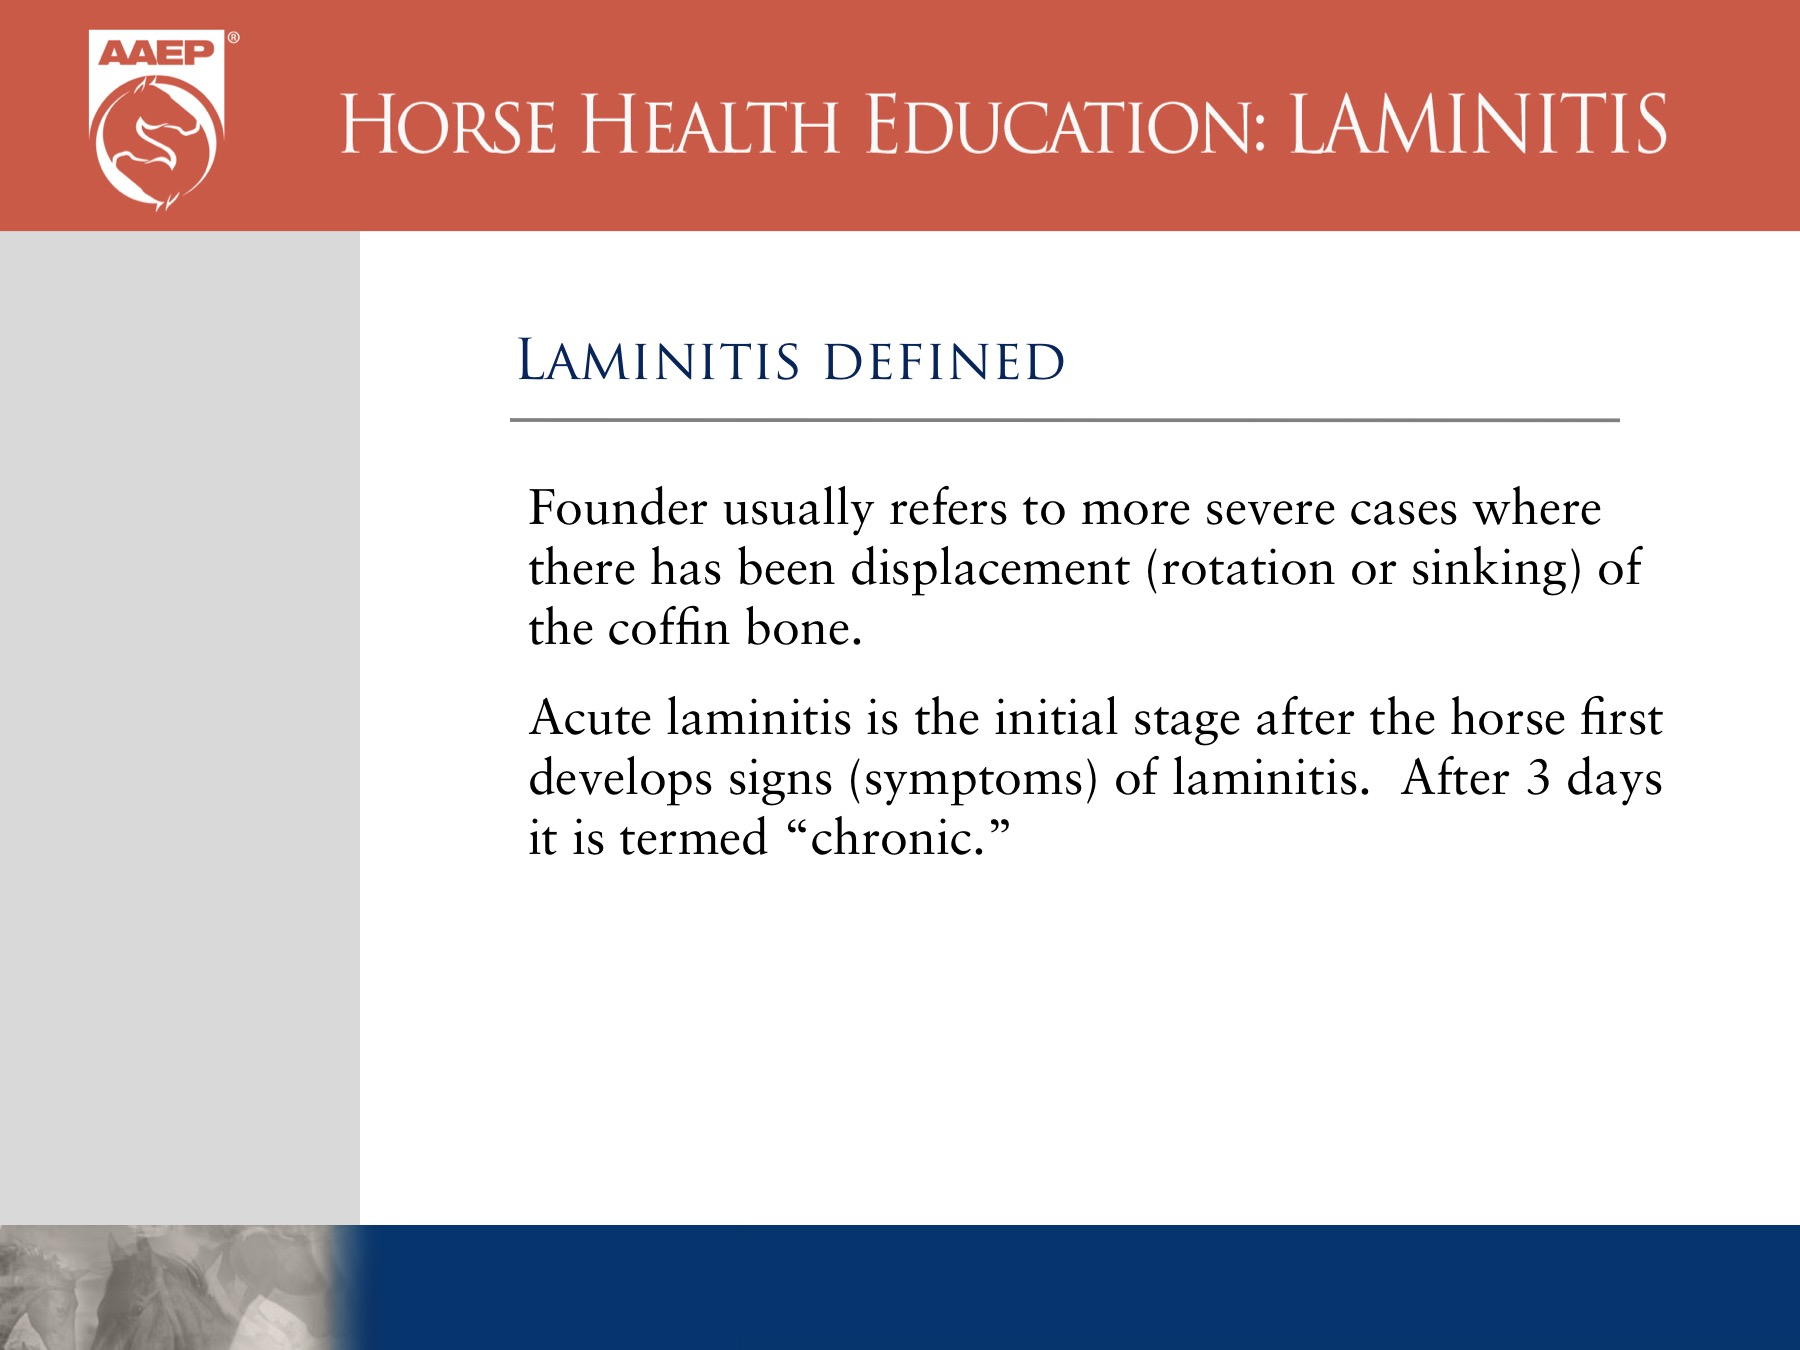 AAEP®
HORSE HEALTH EDUCATION: LAMINITIS
LAMINITIS DEFINED
Founder usually refers to more severe cases where
there has been displacement (rotation or sinking) of
the coffin bone.
Acute laminitis is the initial stage after the horse first
develops signs (symptoms) of laminitis.  After 3 days
it is termed “chronic.”